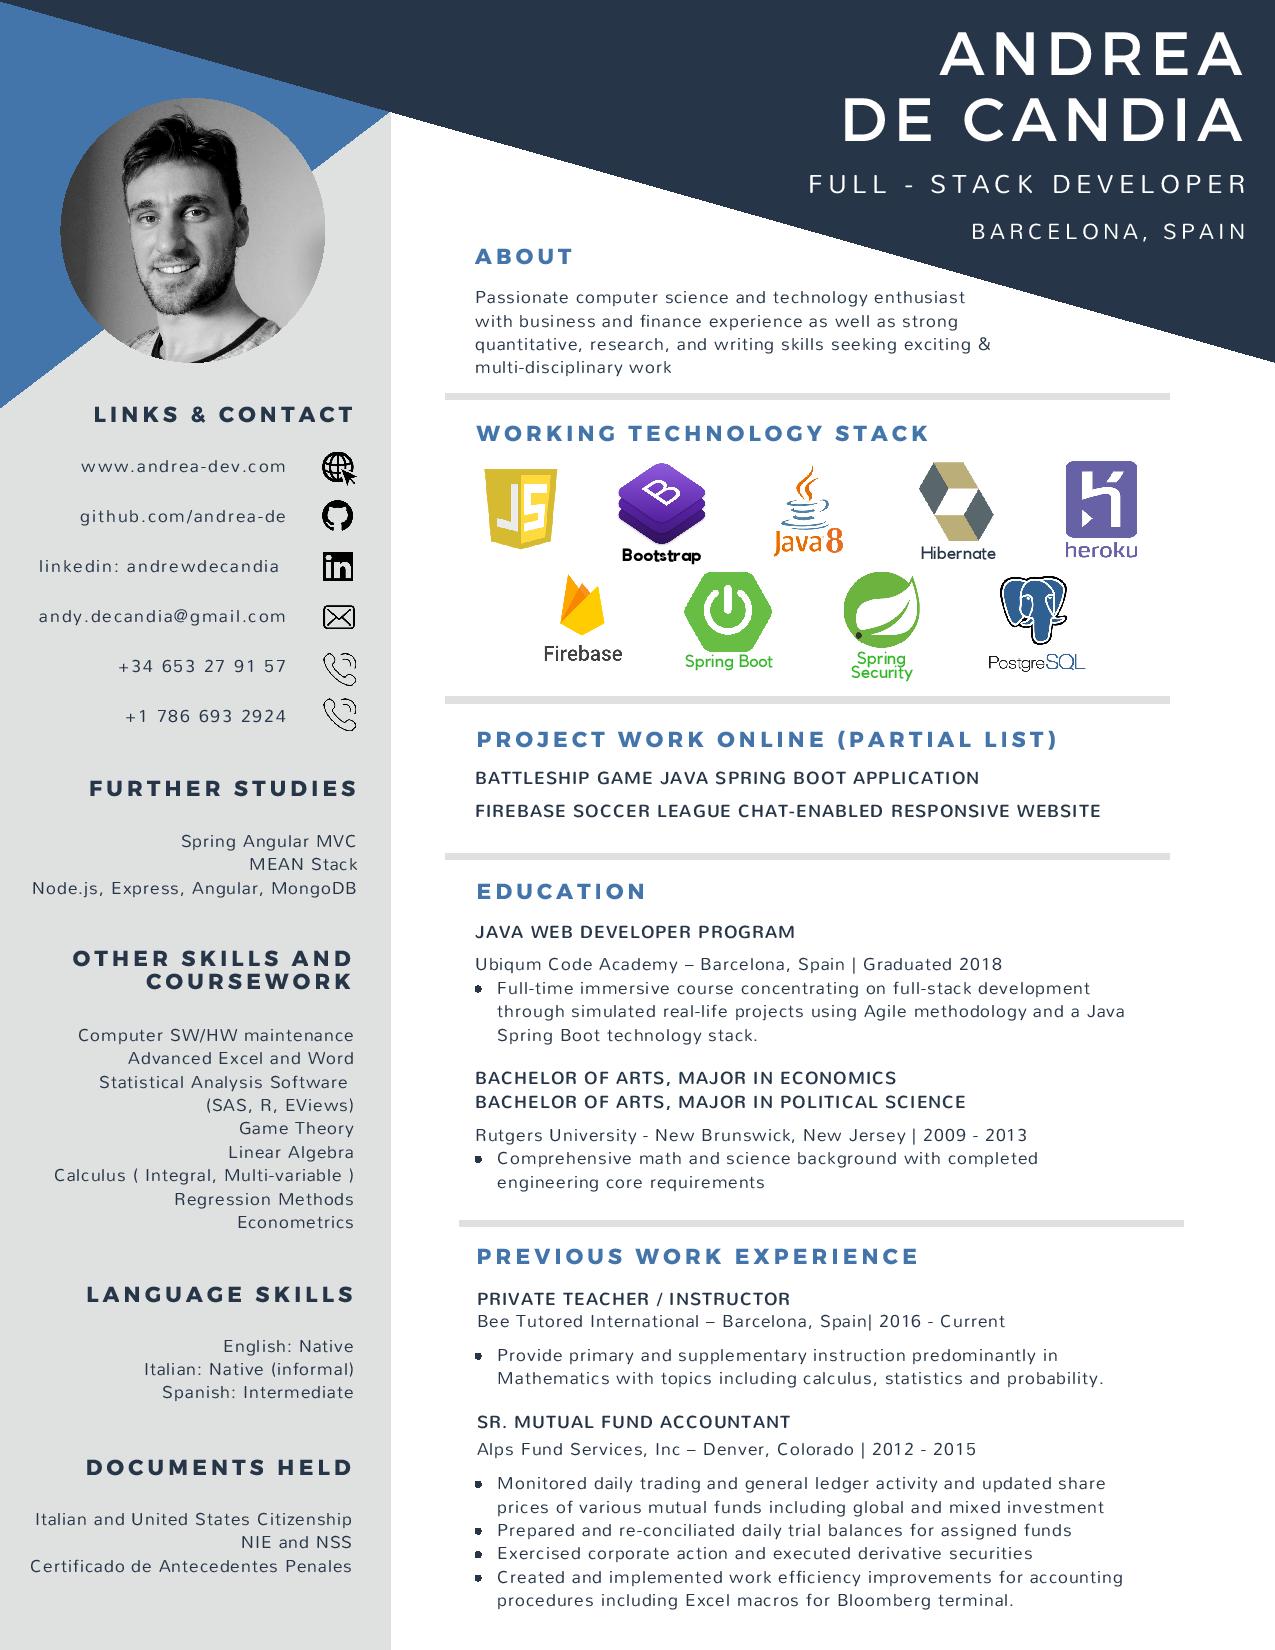 ANDREA
DE CANDIA
FULL - STACK DEVELOPER
BARCELONA, SPAIN
LINKS & CONTACT
www.andrea-dev.com
github.com/andrea-de
linkedin: andrewdecandia
andy.decandia@gmail.com
+34 653 27 91 57
+1 786 693 2924
FURTHER STUDIES
Spring Angular MVC
MEAN Stack
Node.js, Express, Angular, MongoDB
OTHER SKILLS AND
COURSEWORK
Computer SW/HW maintenance
Advanced Excel and Word
Statistical Analysis Software
(SAS, R, EViews)
Game Theory
Linear Algebra
Calculus ( Integral, Multi-variable )
Regression Methods
Econometrics
LANGUAGE SKILLS
English: Native
Italian: Native (informal)
Spanish: Intermediate
DOCUMENTS HELD
Italian and United States Citizenship
NIE and NSS
Certificado de Antecedentes Penales
ABOUT
Passionate computer science and technology enthusiast
with business and finance experience as well as strong
quantitative, research, and writing skills seeking exciting &
multi-disciplinary work
WORKING TECHNOLOGY STACK
JS
B
Bootstrap
Java 8
Hibernate
heroku
Firebase
Spring Boot
Spring
Security
PostgreSQL
PROJECT WORK ONLINE (PARTIAL LIST)
BATTLESHIP GAME JAVA SPRING BOOT APPLICATION
FIREBASE SOCCER LEAGUE CHAT-ENABLED RESPONSIVE WEBSITE
EDUCATION
JAVA WEB DEVELOPER PROGRAM
Ubiqum Code Academy – Barcelona, Spain | Graduated 2018
• Full-time immersive course concentrating on full-stack development
through simulated real-life projects using Agile methodology and a Java
Spring Boot technology stack.
BACHELOR OF ARTS, MAJOR IN ECONOMICS
BACHELOR OF ARTS, MAJOR IN POLITICAL SCIENCE
Rutgers University - New Brunswick, New Jersey | 2009 - 2013
• Comprehensive math and science background with completed
engineering core requirements
PREVIOUS WORK EXPERIENCE
PRIVATE TEACHER / INSTRUCTOR
Bee Tutored International – Barcelona, Spain| 2016 - Current
• Provide primary and supplementary instruction predominantly in
Mathematics with topics including calculus, statistics and probability.
SR. MUTUAL FUND ACCOUNTANT
Alps Fund Services, Inc – Denver, Colorado | 2012 - 2015
• Monitored daily trading and general ledger activity and updated share
prices of various mutual funds including global and mixed investment
• Prepared and re-conciliated daily trial balances for assigned funds
• Exercised corporate action and executed derivative securities
• Created and implemented work efficiency improvements for accounting
procedures including Excel macros for Bloomberg terminal.